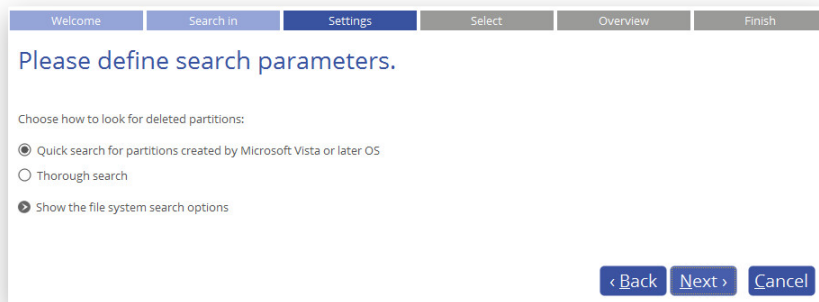 Welcome Search in Settings Select Overview Finish
Please define search parameters.
Choose how to look for deleted partitions:
Quick search for partitions created by Microsoft Vista or later OS
Thorough search
Show the file system search options
‹ Back Next › Cancel